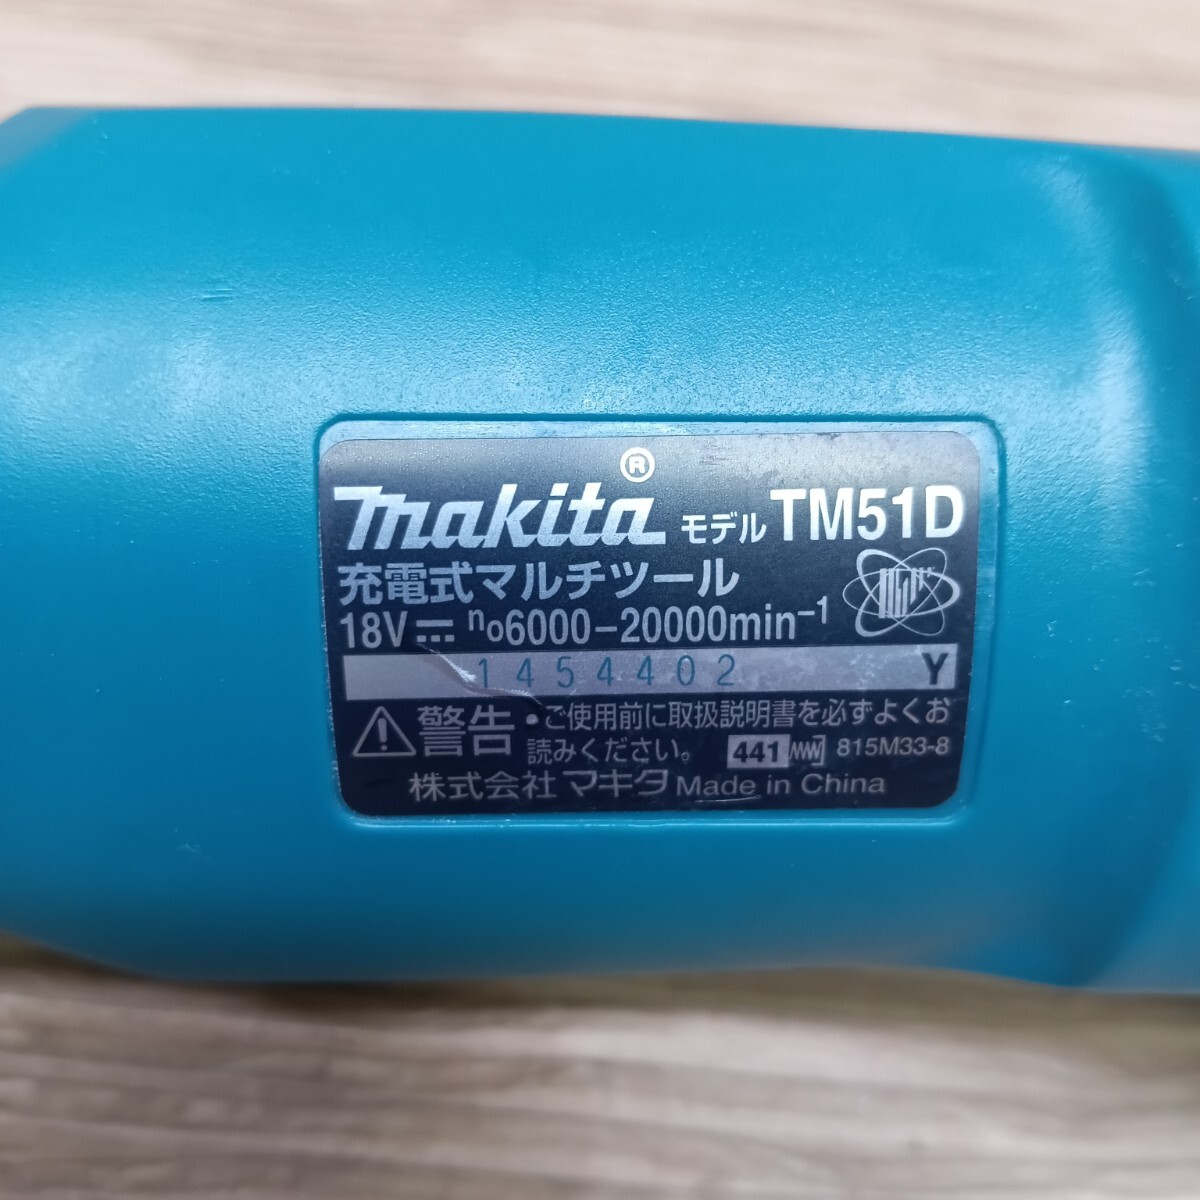 makita® モデル TM51D
充電式マルチツール
18V⎓ n₀6000-20000min⁻¹
1454402 Y
⚠警告 •ご使用前に取扱説明書を必ずよくお
読みください。 441 815M33-8
株式会社マキタ Made in China